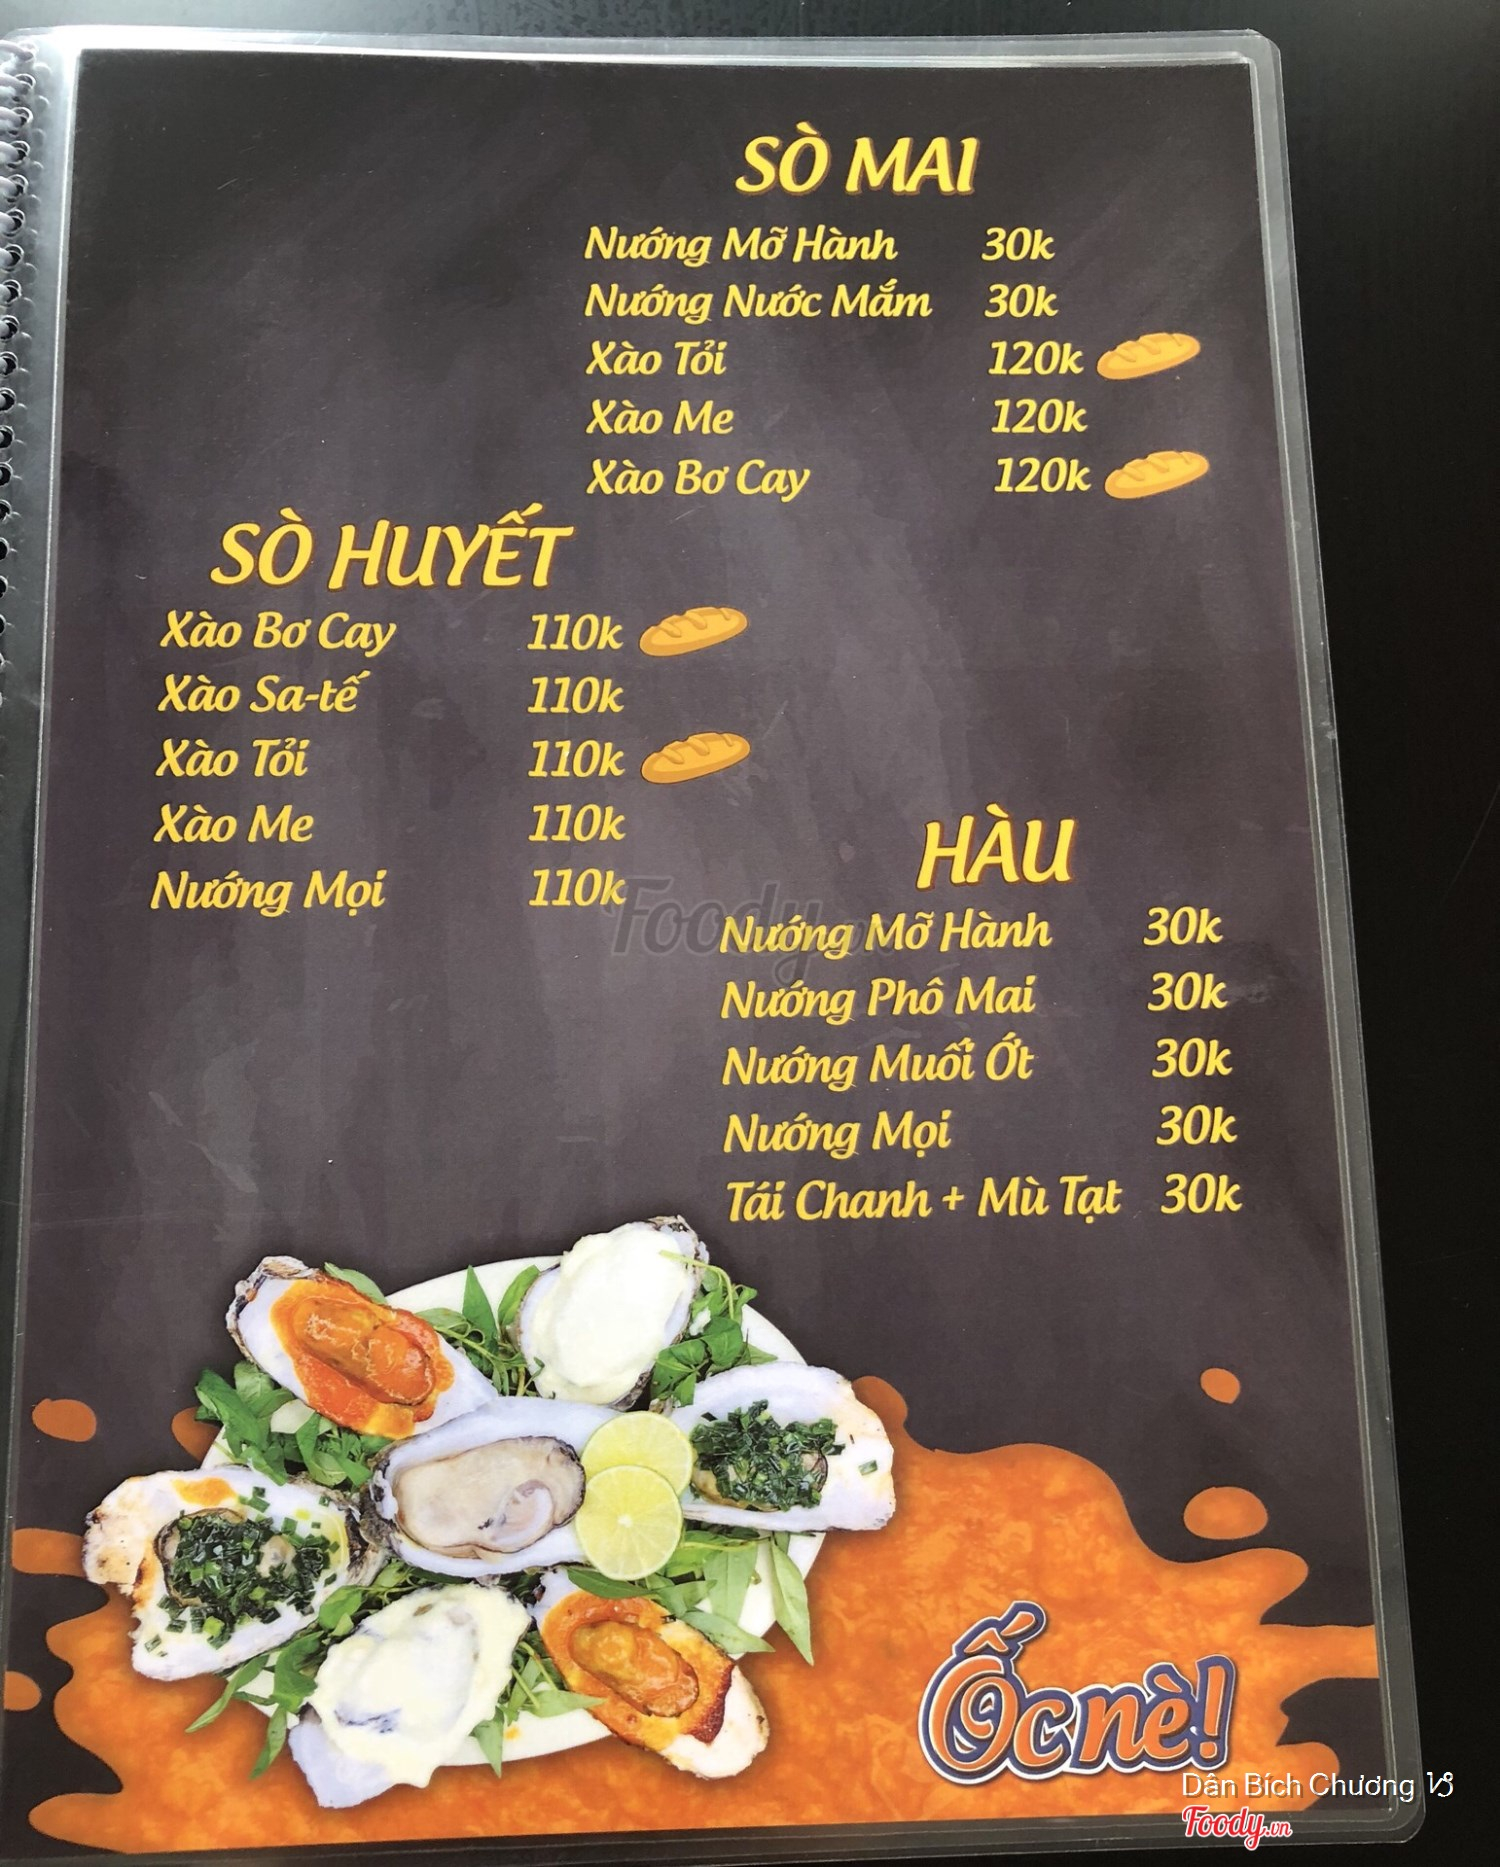 SÒ MAI
Nướng Mỡ Hành 30k
Nướng Nước Mắm 30k
Xào Tỏi 120k
Xào Me 120k
Xào Bơ Cay 120k
SÒ HUYẾT
Xào Bơ Cay 110k
Xào Sa-tế 110k
Xào Tỏi 110k
Xào Me 110k
Nướng Mọi 110k
HÀU
Nướng Mỡ Hành 30k
Nướng Phô Mai 30k
Nướng Muối Ớt 30k
Nướng Mọi 30k
Tái Chanh + Mù Tạt 30k
Foody.vn
Ốc nè!
Dân Bích Chương ♑
Foody.vn